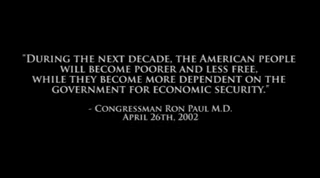 "During the next decade, the American people
will become poorer and less free,
while they become more dependent on the
government for economic security."
- Congressman Ron Paul M.D.
April 26th, 2002